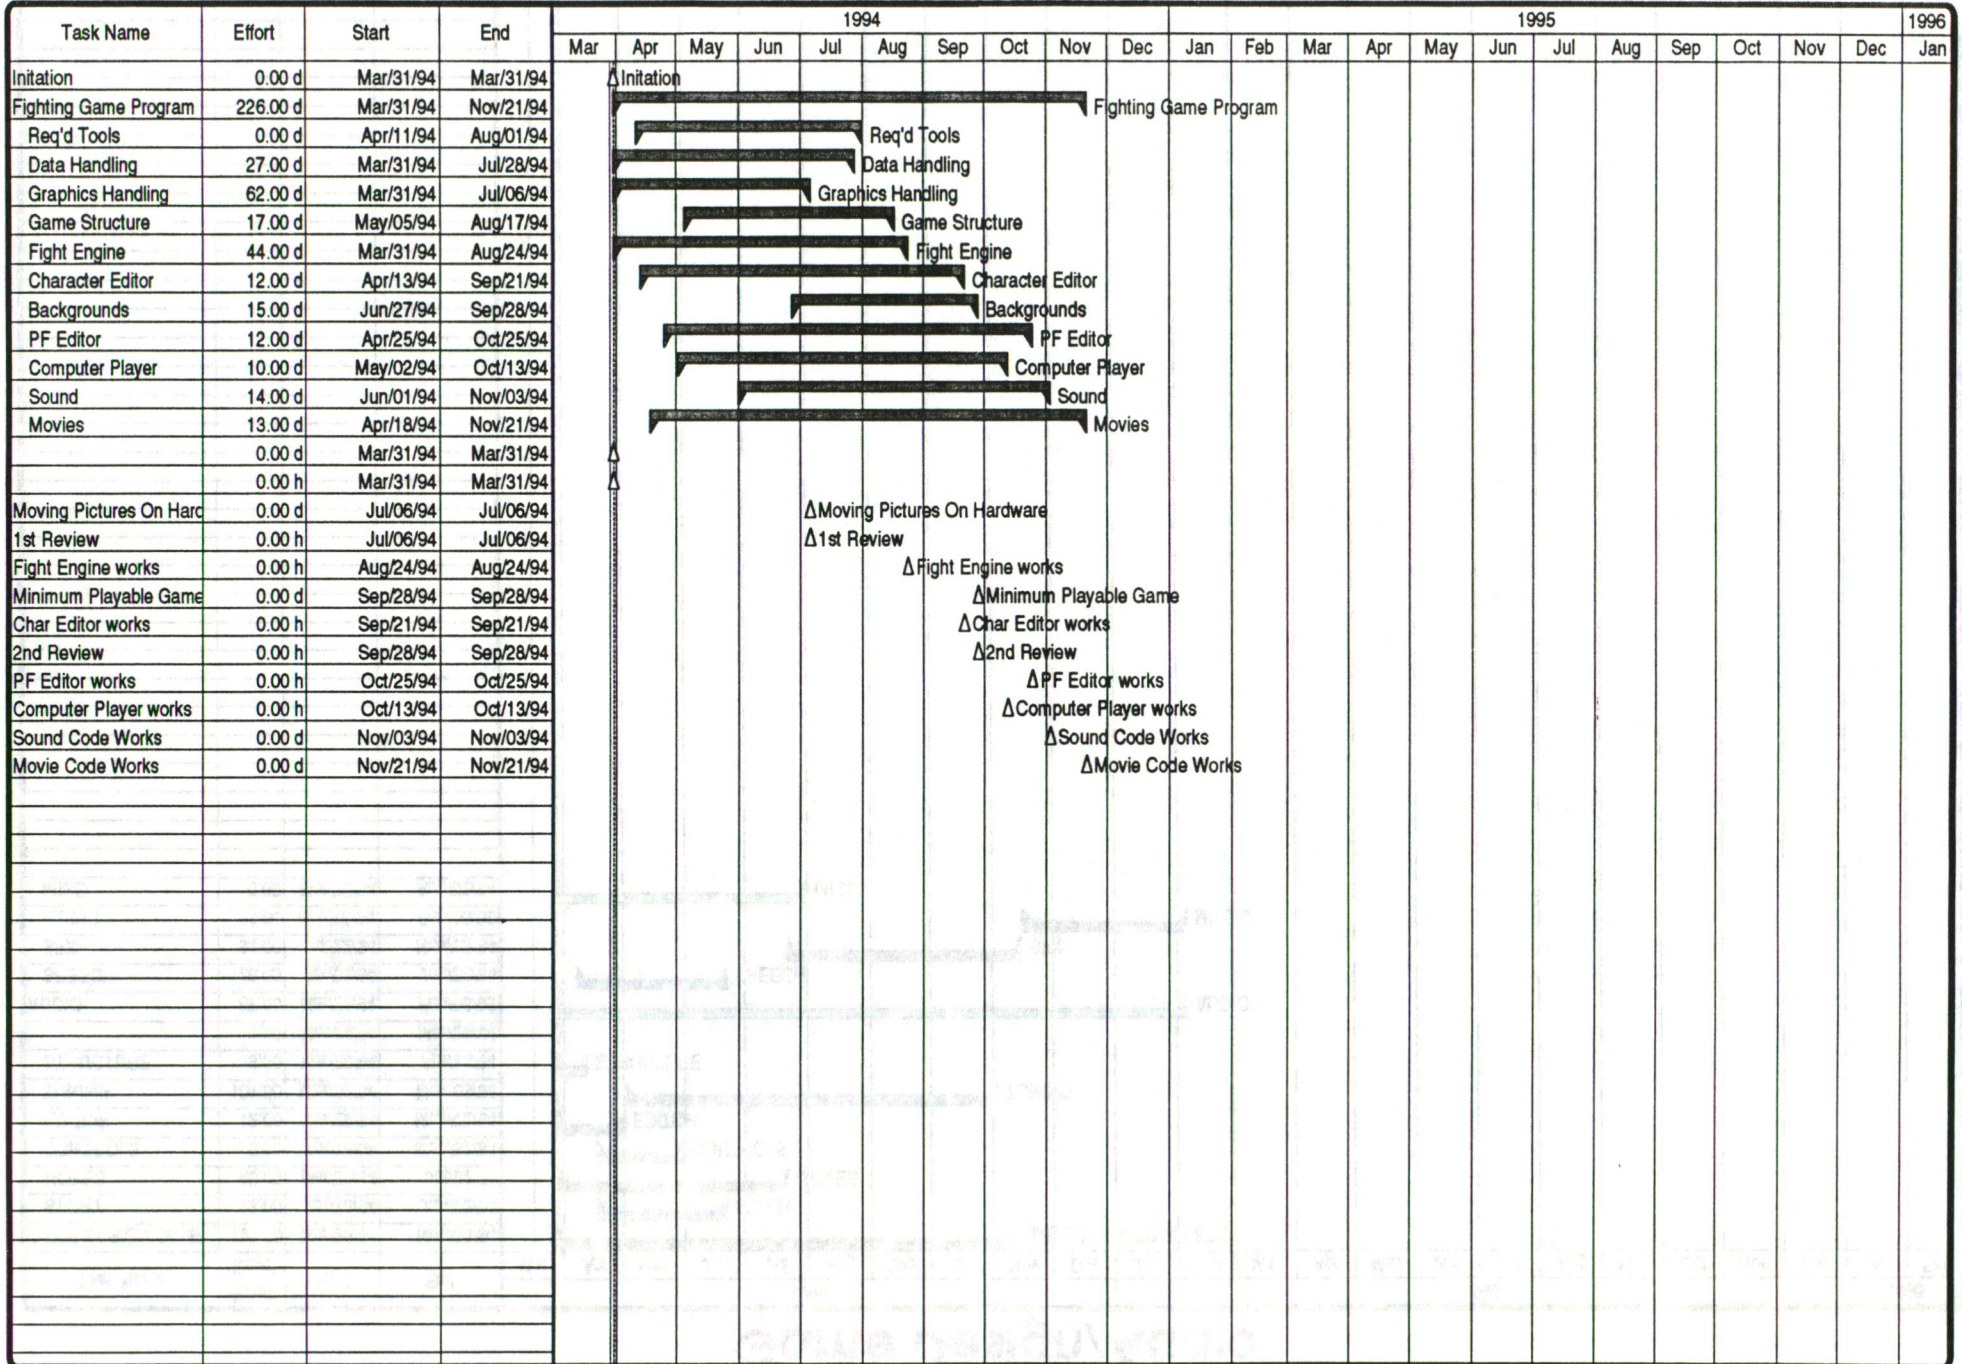 Task Name Effort Start End 1994 1995 1996
Mar Apr May Jun Jul Aug Sep Oct Nov Dec Jan Feb Mar Apr May Jun Jul Aug Sep Oct Nov Dec Jan
Initation 0.00 d Mar/31/94 Mar/31/94 Initation
Fighting Game Program 226.00 d Mar/31/94 Nov/21/94 Fighting Game Program
Req'd Tools 0.00 d Apr/11/94 Aug/01/94 Req'd Tools
Data Handling 27.00 d Mar/31/94 Jul/28/94 Data Handling
Graphics Handling 62.00 d Mar/31/94 Jul/06/94 Graphics Handling
Game Structure 17.00 d May/05/94 Aug/17/94 Game Structure
Fight Engine 44.00 d Mar/31/94 Aug/24/94 Fight Engine
Character Editor 12.00 d Apr/13/94 Sep/21/94 Character Editor
Backgrounds 15.00 d Jun/27/94 Sep/28/94 Backgrounds
PF Editor 12.00 d Apr/25/94 Oct/25/94 PF Editor
Computer Player 10.00 d May/02/94 Oct/13/94 Computer Player
Sound 14.00 d Jun/01/94 Nov/03/94 Sound
Movies 13.00 d Apr/18/94 Nov/21/94 Movies
0.00 d Mar/31/94 Mar/31/94
0.00 h Mar/31/94 Mar/31/94
Moving Pictures On Hard 0.00 d Jul/06/94 Jul/06/94 Moving Pictures On Hardware
1st Review 0.00 h Jul/06/94 Jul/06/94 1st Review
Fight Engine works 0.00 h Aug/24/94 Aug/24/94 Fight Engine works
Minimum Playable Game 0.00 d Sep/28/94 Sep/28/94 Minimum Playable Game
Char Editor works 0.00 h Sep/21/94 Sep/21/94 Char Editor works
2nd Review 0.00 h Sep/28/94 Sep/28/94 2nd Review
PF Editor works 0.00 h Oct/25/94 Oct/25/94 PF Editor works
Computer Player works 0.00 h Oct/13/94 Oct/13/94 Computer Player works
Sound Code Works 0.00 d Nov/03/94 Nov/03/94 Sound Code Works
Movie Code Works 0.00 d Nov/21/94 Nov/21/94 Movie Code Works